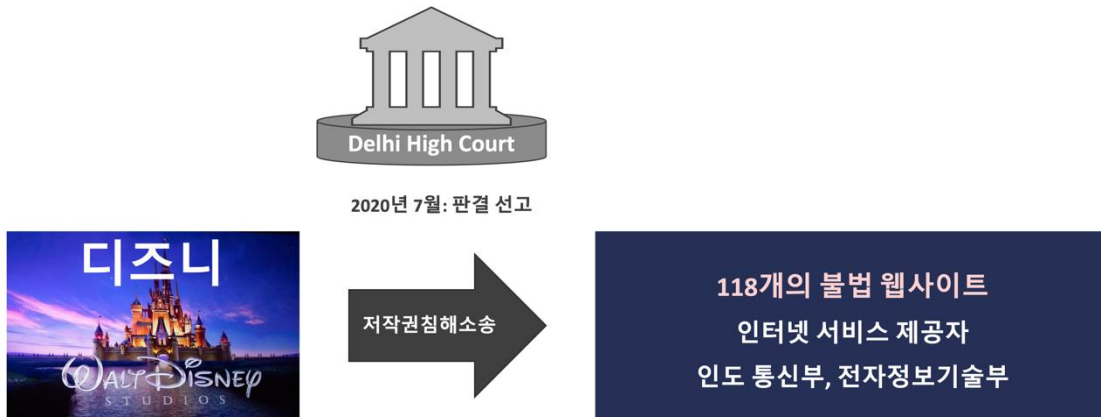 Delhi High Court
2020년 7월: 판결 선고
디즈니
WALT DISNEY
STUDIOS
저작권침해소송
118개의 불법 웹사이트
인터넷 서비스 제공자
인도 통신부, 전자정보기술부